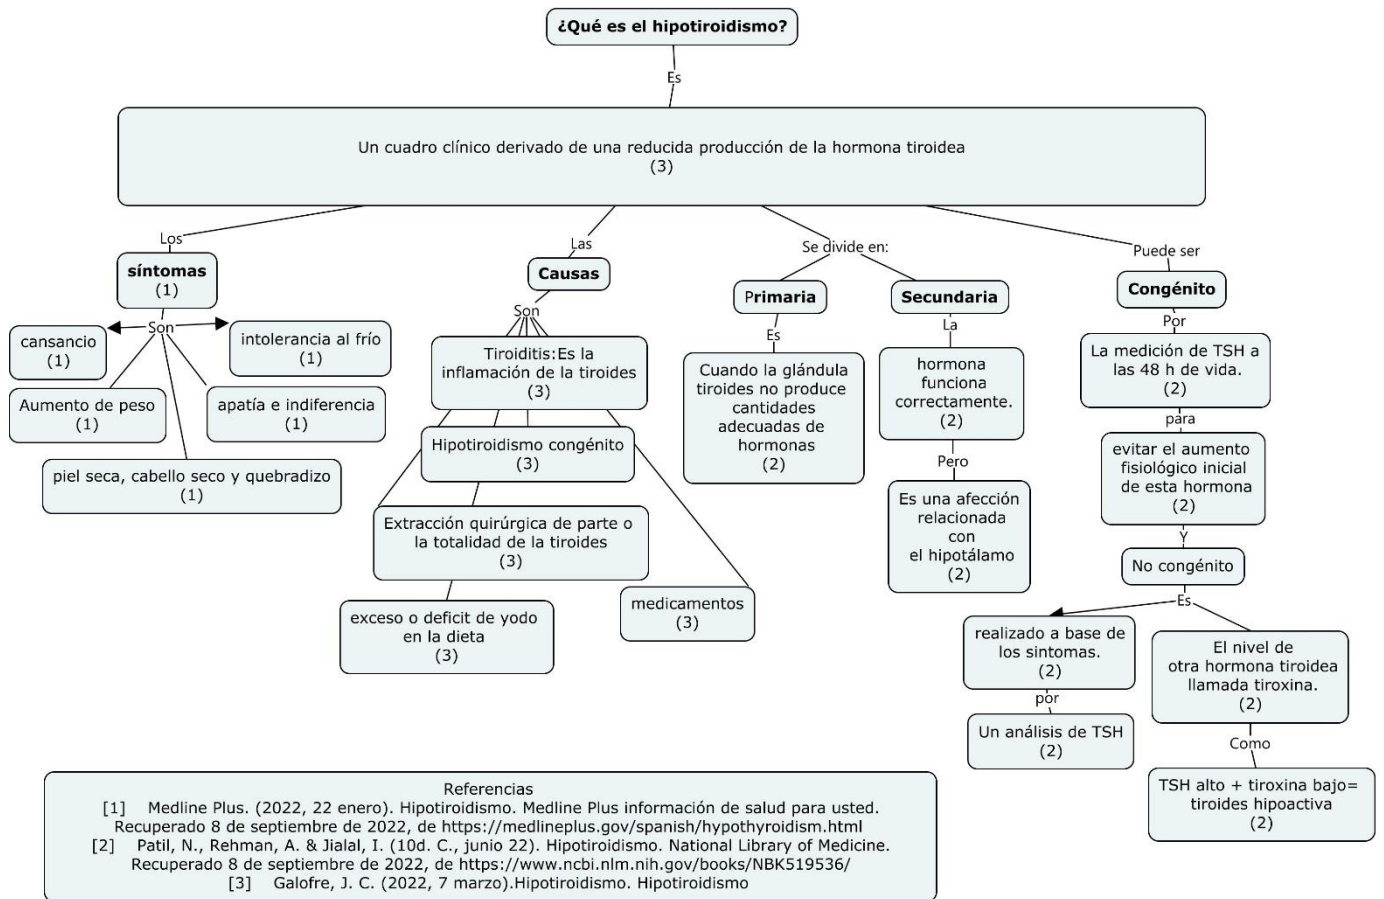 ¿Qué es el hipotiroidismo?
Es
Un cuadro clínico derivado de una reducida producción de la hormona tiroidea
(3)
Los
síntomas
(1)
Son
cansancio
(1)
intolerancia al frío
(1)
Aumento de peso
(1)
apatía e indiferencia
(1)
piel seca, cabello seco y quebradizo
(1)
Las
Causas
Son
Tiroiditis:Es la
inflamación de la tiroides
(3)
Hipotiroidismo congénito
(3)
Extracción quirúrgica de parte o
la totalidad de la tiroides
(3)
exceso o deficit de yodo
en la dieta
(3)
medicamentos
(3)
Se divide en:
Primaria
Es
Cuando la glándula
tiroides no produce
cantidades
adecuadas de
hormonas
(2)
Secundaria
La
hormona
funciona
correctamente.
(2)
Pero
Es una afección
relacionada
con
el hipotálamo
(2)
Puede ser
Congénito
Por
La medición de TSH a
las 48 h de vida.
(2)
para
evitar el aumento
fisiológico inicial
de esta hormona
(2)
Y
No congénito
Es
realizado a base de
los sintomas.
(2)
por
Un análisis de TSH
(2)
El nivel de
otra hormona tiroidea
llamada tiroxina.
(2)
Como
TSH alto + tiroxina bajo=
tiroides hipoactiva
(2)
Referencias
[1] Medline Plus. (2022, 22 enero). Hipotiroidismo. Medline Plus información de salud para usted.
Recuperado 8 de septiembre de 2022, de https://medlineplus.gov/spanish/hypothyroidism.html
[2] Patil, N., Rehman, A. & Jialal, I. (10d. C., junio 22). Hipotiroidismo. National Library of Medicine.
Recuperado 8 de septiembre de 2022, de https://www.ncbi.nlm.nih.gov/books/NBK519536/
[3] Galofre, J. C. (2022, 7 marzo).Hipotiroidismo. Hipotiroidismo